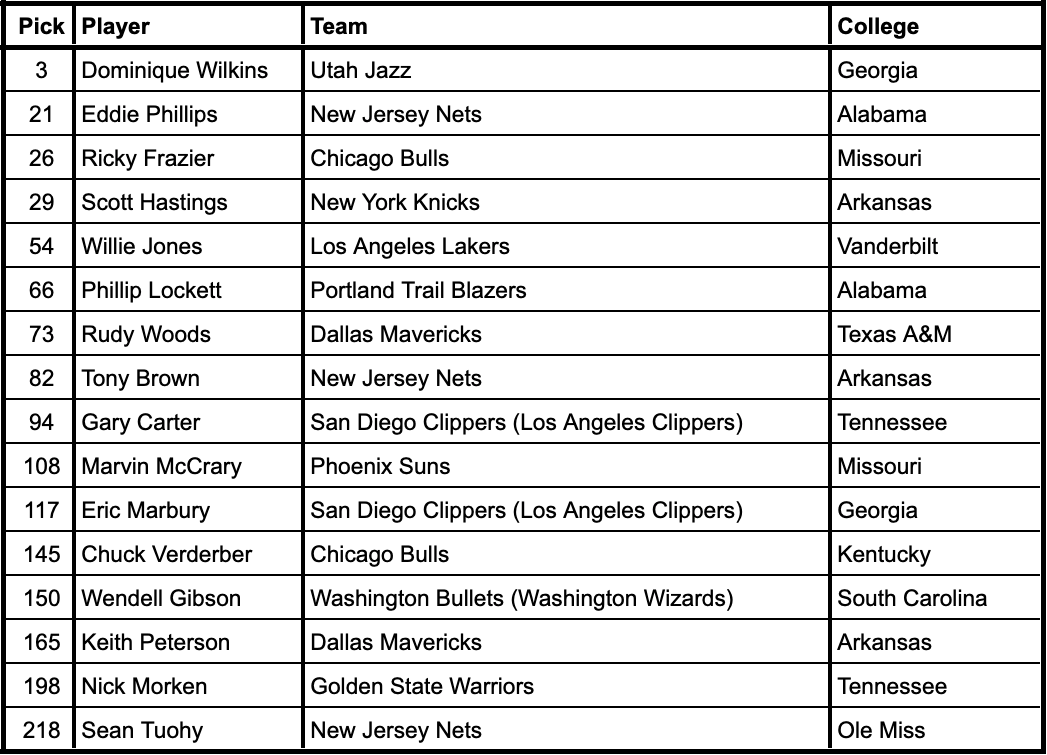 Pick Player Team College
3 Dominique Wilkins Utah Jazz Georgia
21 Eddie Phillips New Jersey Nets Alabama
26 Ricky Frazier Chicago Bulls Missouri
29 Scott Hastings New York Knicks Arkansas
54 Willie Jones Los Angeles Lakers Vanderbilt
66 Phillip Lockett Portland Trail Blazers Alabama
73 Rudy Woods Dallas Mavericks Texas A&M
82 Tony Brown New Jersey Nets Arkansas
94 Gary Carter San Diego Clippers (Los Angeles Clippers) Tennessee
108 Marvin McCrary Phoenix Suns Missouri
117 Eric Marbury San Diego Clippers (Los Angeles Clippers) Georgia
145 Chuck Verderber Chicago Bulls Kentucky
150 Wendell Gibson Washington Bullets (Washington Wizards) South Carolina
165 Keith Peterson Dallas Mavericks Arkansas
198 Nick Morken Golden State Warriors Tennessee
218 Sean Tuohy New Jersey Nets Ole Miss